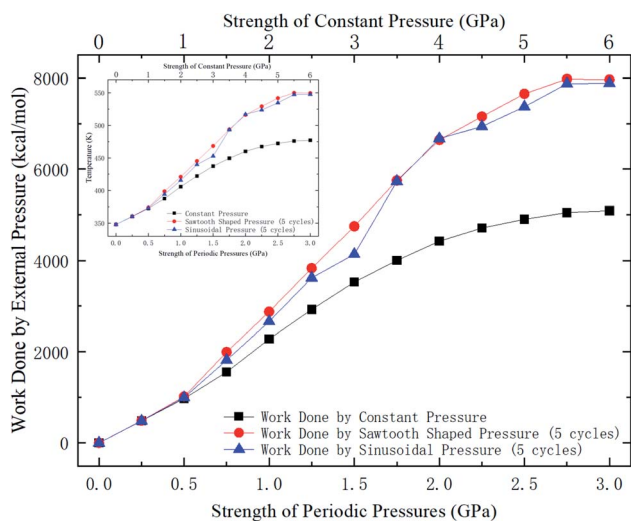 Strength of Constant Pressure (GPa)
0 1 2 3 4 5 6
Strength of Constant Pressure (GPa)
0 1 2 3 4 5 6
Work Done by External Pressure (kcal/mol)
8000
6000
4000
2000
0
Temperature (K)
550
500
450
400
350
Constant Pressure
Sawtooth Shaped Pressure (5 cycles)
Sinusoidal Pressure (5 cycles)
0.0 0.5 1.0 1.5 2.0 2.5 3.0
Strength of Periodic Pressures (GPa)
Work Done by Constant Pressure
Work Done by Sawtooth Shaped Pressure (5 cycles)
Work Done by Sinusoidal Pressure (5 cycles)
0.0 0.5 1.0 1.5 2.0 2.5 3.0
Strength of Periodic Pressures (GPa)